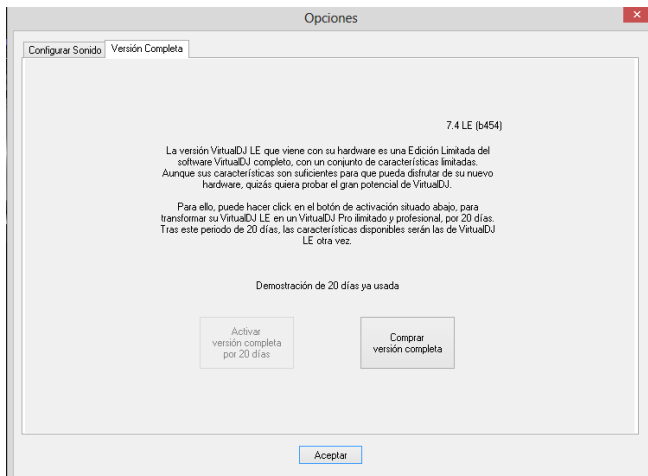 Opciones
Configurar Sonido
Versión Completa
7.4 LE (b454)
La versión VirtualDJ LE que viene con su hardware es una Edición Limitada del
software VirtualDJ completo, con un conjunto de características limitadas.
Aunque sus características son suficientes para que pueda disfrutar de su nuevo
hardware, quizás quiera probar el gran potencial de VirtualDJ.
Para ello, puede hacer click en el botón de activación situado abajo, para
transformar su VirtualDJ LE en un VirtualDJ Pro ilimitado y profesional, por 20 días.
Tras este periodo de 20 días, las características disponibles serán las de VirtualDJ
LE otra vez.
Demostración de 20 días ya usada
Activar
versión completa
por 20 días
Comprar
versión completa
Aceptar